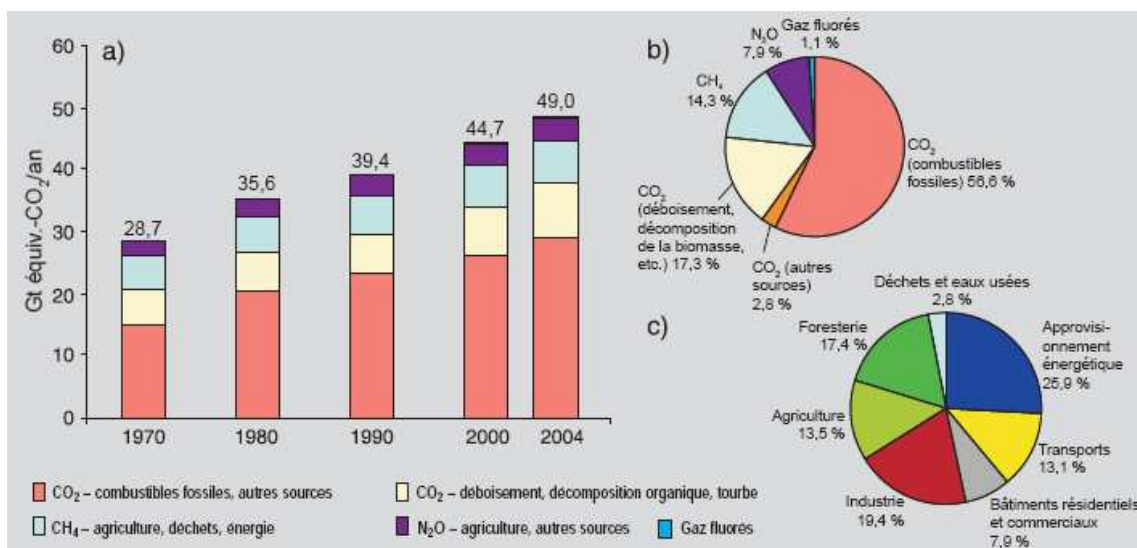 a)
Gt équiv.-CO₂/an
60
50
40
30
20
10
0
28,7
35,6
39,4
44,7
49,0
1970
1980
1990
2000
2004
b)
Gaz fluorés
1,1 %
N₂O
7,9 %
CH₄
14,3 %
CO₂
(combustibles
fossiles) 56,6 %
CO₂
(déboisement,
décomposition
de la biomasse,
etc.) 17,3 %
CO₂ (autres
sources)
2,8 %
c)
Déchets et eaux usées
2,8 %
Foresterie
17,4 %
Approvisi-
onnement
énergétique
25,9 %
Agriculture
13,5 %
Transports
13,1 %
Industrie
19,4 %
Bâtiments résidentiels
et commerciaux
7,9 %
CO₂ – combustibles fossiles, autres sources
CO₂ – déboisement, décomposition organique, tourbe
CH₄ – agriculture, déchets, énergie
N₂O – agriculture, autres sources
Gaz fluorés